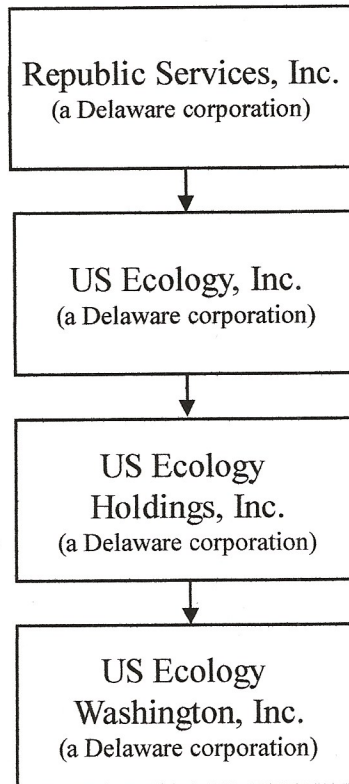 Republic Services, Inc.
(a Delaware corporation)
US Ecology, Inc.
(a Delaware corporation)
US Ecology
Holdings, Inc.
(a Delaware corporation)
US Ecology
Washington, Inc.
(a Delaware corporation)